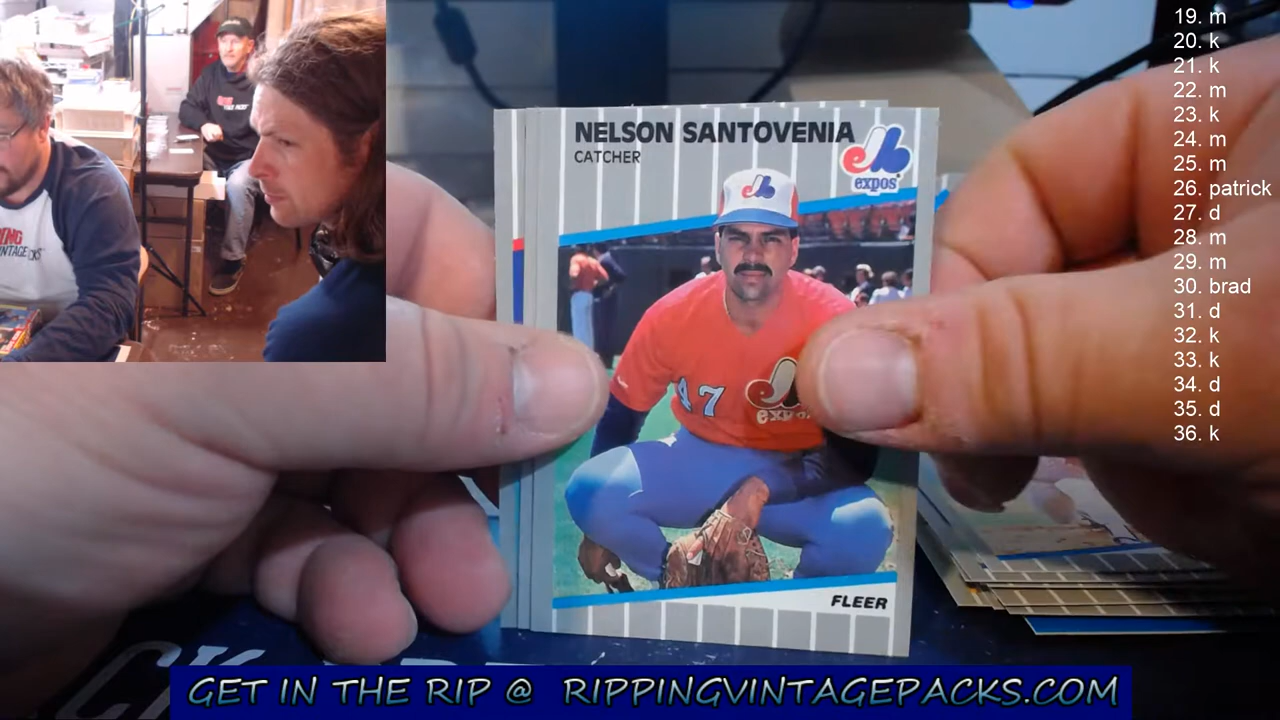 19. m
20. k
21. k
22. m
23. k
24. m
25. m
26. patrick
27. d
28. m
29. m
30. brad
31. d
32. k
33. k
34. d
35. d
36. k
NELSON SANTOVENIA
CATCHER
expos
47
FLEER
GET IN THE RIP @ RIPPINGVINTAGEPACKS.COM